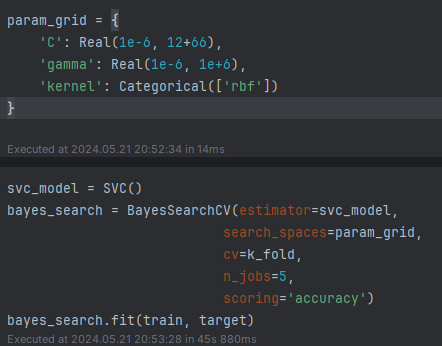 param_grid = {
    'C': Real(1e-6, 12+66),
    'gamma': Real(1e-6, 1e+6),
    'kernel': Categorical(['rbf'])
}
Executed at 2024.05.21 20:52:34 in 14ms
svc_model = SVC()
bayes_search = BayesSearchCV(estimator=svc_model,
                             search_spaces=param_grid,
                             cv=k_fold,
                             n_jobs=5,
                             scoring='accuracy')
bayes_search.fit(train, target)
Executed at 2024.05.21 20:53:28 in 45s 880ms